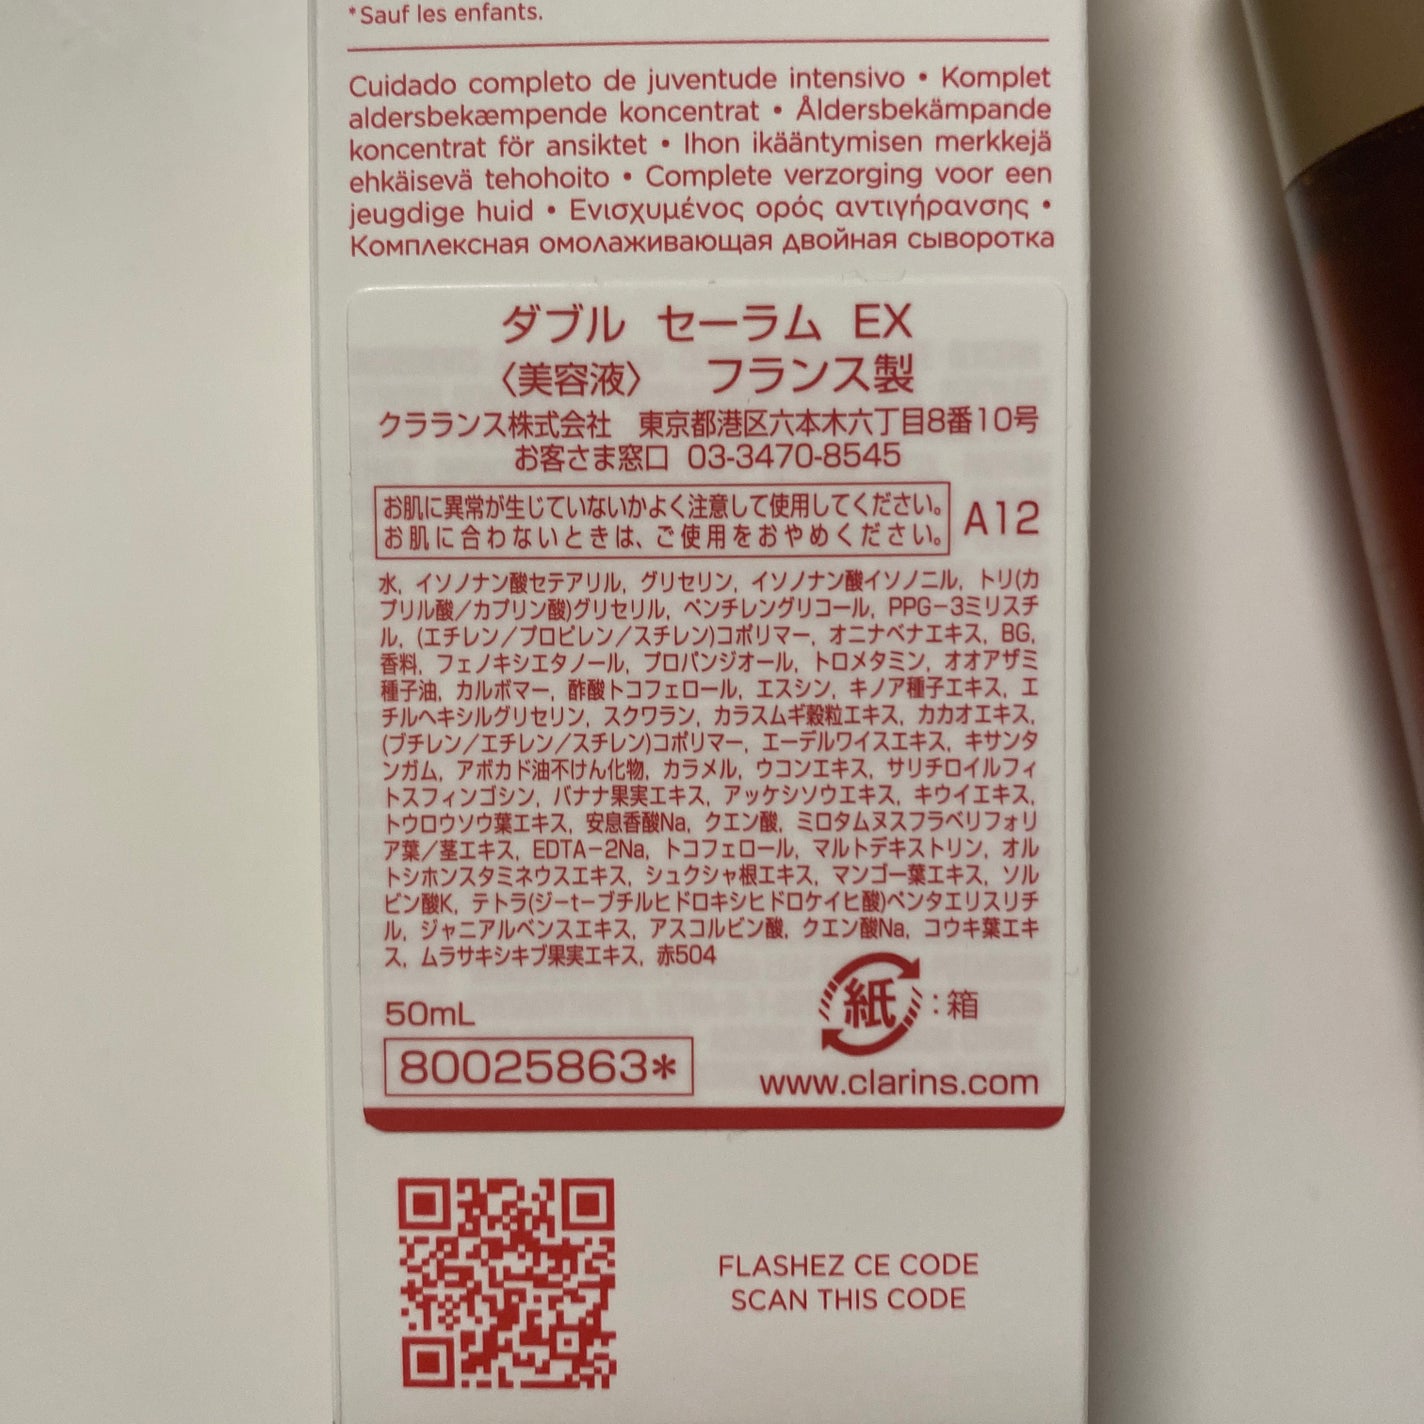 *Sauf les enfants.
Cuidado completo de juventude intensivo • Komplet
aldersbekæmpende koncentrat • Åldersbekämpande
koncentrat för ansiktet • Ihon ikääntymisen merkkejä
ehkäisevä tehohoito • Complete verzorging voor een
jeugdige huid • Ενισχυμένος ορός αντιγήρανσης •
Комплексная омолаживающая двойная сыворотка
ダブル セーラム EX
〈美容液〉 フランス製
クラランス株式会社 東京都港区六本木六丁目8番10号
お客さま窓口 03-3470-8545
お肌に異常が生じていないかよく注意して使用してください。
お肌に合わないときは、ご使用をおやめください。
A12
水, イソノナン酸セテアリル, グリセリン, イソノナン酸イソノニル, トリ(カ
プリル酸／カプリン酸)グリセリル, ペンチレングリコール, PPG－3ミリスチ
ル, (エチレン／プロピレン／スチレン)コポリマー, オニナベナエキス, BG,
香料, フェノキシエタノール, プロパンジオール, トロメタミン, オオアザミ
種子油, カルボマー, 酢酸トコフェロール, エスシン, キノア種子エキス, エ
チルヘキシルグリセリン, スクワラン, カラスムギ穀粒エキス, カカオエキス,
(ブチレン／エチレン／スチレン)コポリマー, エーデルワイスエキス, キサンタ
ンガム, アボカド油不けん化物, カラメル, ウコンエキス, サリチロイルフィ
トスフィンゴシン, バナナ果実エキス, アッケシソウエキス, キウイエキス,
トウロウソウ葉エキス, 安息香酸Na, クエン酸, ミロタムヌスフラベリフォリ
ア葉／茎エキス, EDTA－2Na, トコフェロール, マルトデキストリン, オル
トシホンスタミネウスエキス, シュクシャ根エキス, マンゴー葉エキス, ソル
ビン酸K, テトラ(ジーtーブチルヒドロキシヒドロケイヒ酸)ペンタエリスリチ
ル, ジャニアルベンスエキス, アスコルビン酸, クエン酸Na, コウキ葉エキ
ス, ムラサキシキブ果実エキス, 赤504
50mL
紙 : 箱
80025863*
www.clarins.com
FLASHEZ CE CODE
SCAN THIS CODE